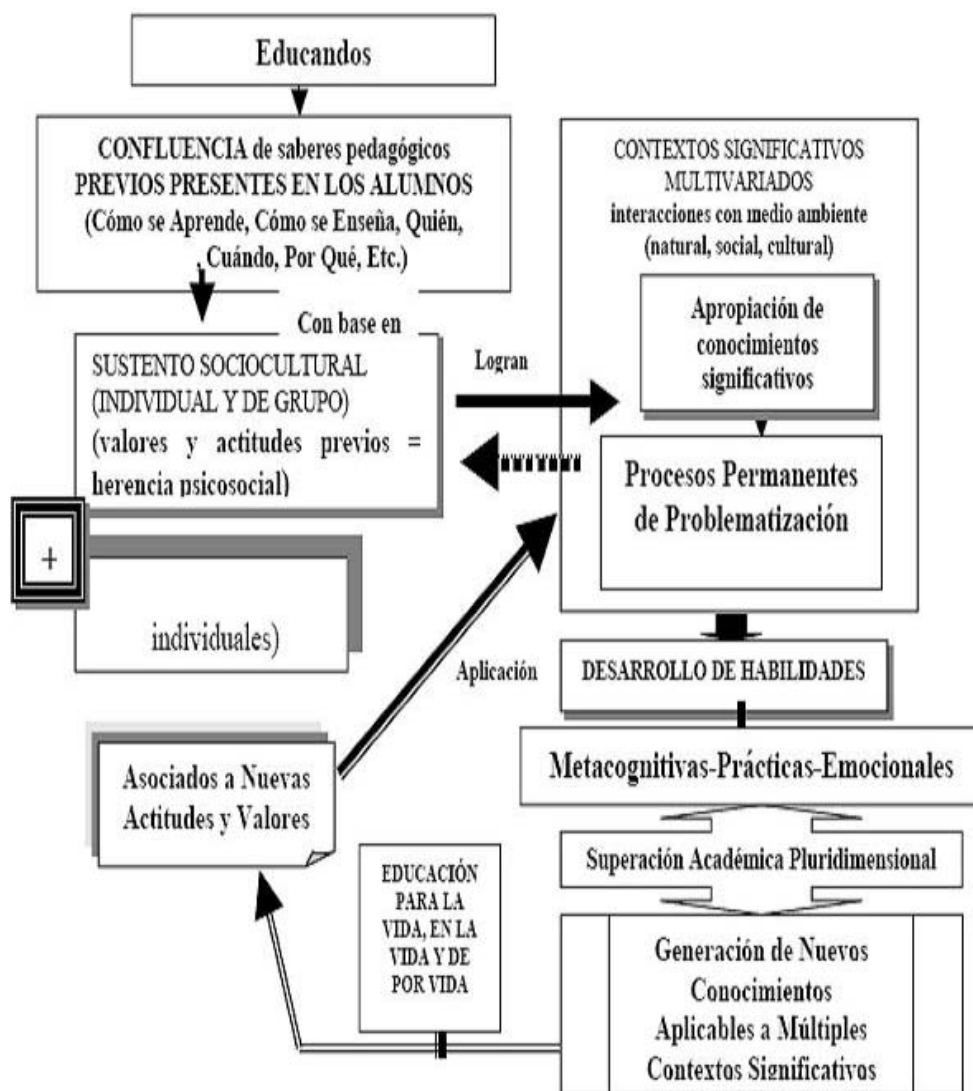 Educandos
CONFLUENCIA de saberes pedagógicos
PREVIOS PRESENTES EN LOS ALUMNOS
(Cómo se Aprende, Cómo se Enseña, Quién,
, Cuándo, Por Qué, Etc.)
Con base en
SUSTENTO SOCIOCULTURAL
(INDIVIDUAL Y DE GRUPO)
(valores y actitudes previos =
herencia psicosocial)
+
individuales)
Logran
CONTEXTOS SIGNIFICATIVOS
MULTIVARIADOS
interacciones con medio ambiente
(natural, social, cultural)
Apropiación de
conocimientos
significativos
Procesos Permanentes
de Problematización
Aplicación
DESARROLLO DE HABILIDADES
Metacognitivas-Prácticas-Emocionales
Superación Académica Pluridimensional
Generación de Nuevos
Conocimientos
Aplicables a Múltiples
Contextos Significativos
EDUCACIÓN
PARA LA
VIDA, EN LA
VIDA Y DE
POR VIDA
Asociados a Nuevas
Actitudes y Valores